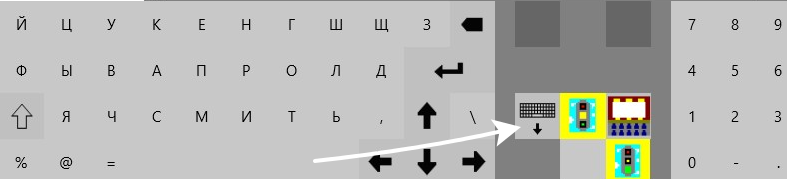 Й Ц У К Е Н Г Ш Щ З 7 8 9
Ф Ы В А П Р О Л Д 4 5 6
Я Ч С М И Т Ь , \ 1 2 3
% @ = 0 - .